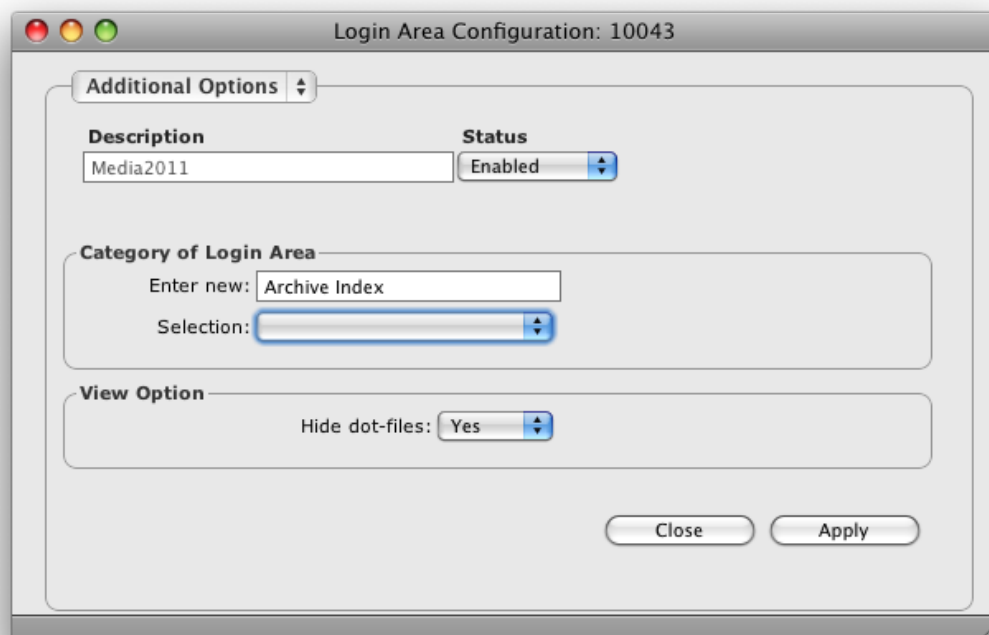 Login Area Configuration: 10043
Additional Options
Description Status
Media2011 Enabled
Category of Login Area
Enter new: Archive Index
Selection:
View Option
Hide dot-files: Yes
Close Apply